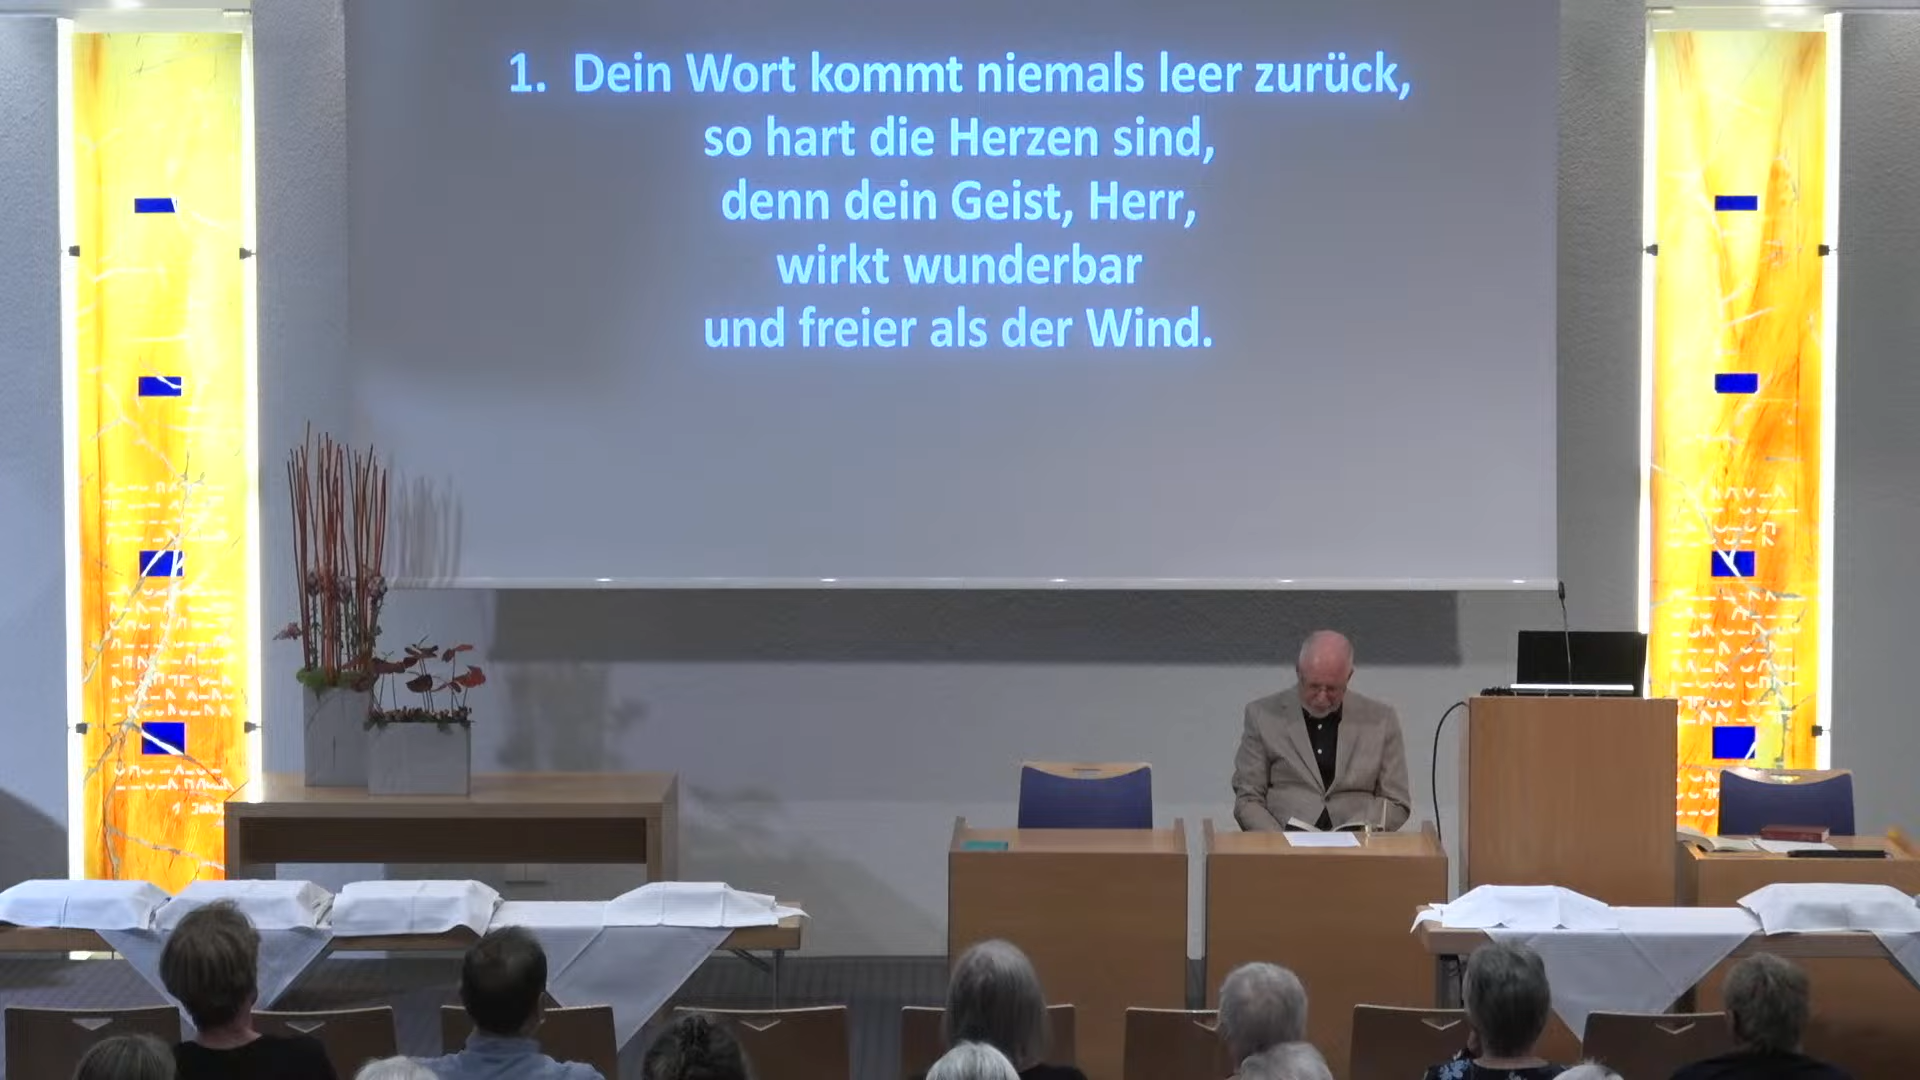 1. Dein Wort kommt niemals leer zurück,
so hart die Herzen sind,
denn dein Geist, Herr,
wirkt wunderbar
und freier als der Wind.